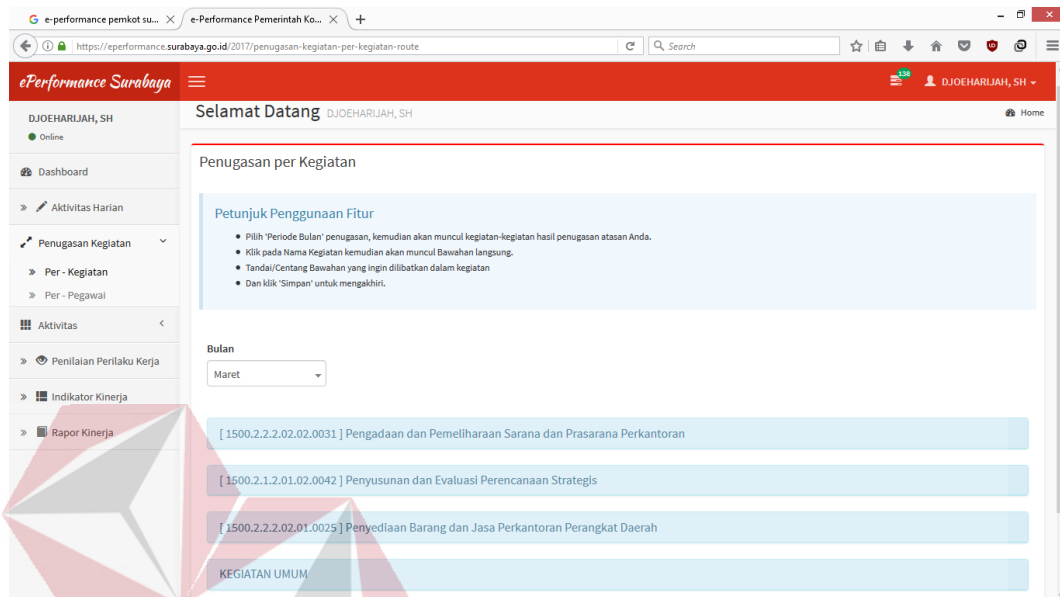 e-performance pemkot su...
e-Performance Pemerintah Ko...
https://eperformance.surabaya.go.id/2017/penugasan-kegiatan-per-kegiatan-route
Search
ePerformance Surabaya
138
DJOEHARIJAH, SH
DJOEHARIJAH, SH
Online
Dashboard
Aktivitas Harian
Penugasan Kegiatan
Per - Kegiatan
Per - Pegawai
Aktivitas
Penilaian Perilaku Kerja
Indikator Kinerja
Rapor Kinerja
Selamat Datang DJOEHARIJAH, SH
Home
Penugasan per Kegiatan
Petunjuk Penggunaan Fitur
Pilih 'Periode Bulan' penugasan, kemudian akan muncul kegiatan-kegiatan hasil penugasan atasan Anda.
Klik pada Nama Kegiatan kemudian akan muncul Bawahan langsung.
Tandai/Centang Bawahan yang ingin dilibatkan dalam kegiatan
Dan klik 'Simpan' untuk mengakhiri.
Bulan
Maret
[ 1500.2.2.2.02.02.0031 ] Pengadaan dan Pemeliharaan Sarana dan Prasarana Perkantoran
[ 1500.2.1.2.01.02.0042 ] Penyusunan dan Evaluasi Perencanaan Strategis
[ 1500.2.2.2.02.01.0025 ] Penyediaan Barang dan Jasa Perkantoran Perangkat Daerah
KEGIATAN UMUM